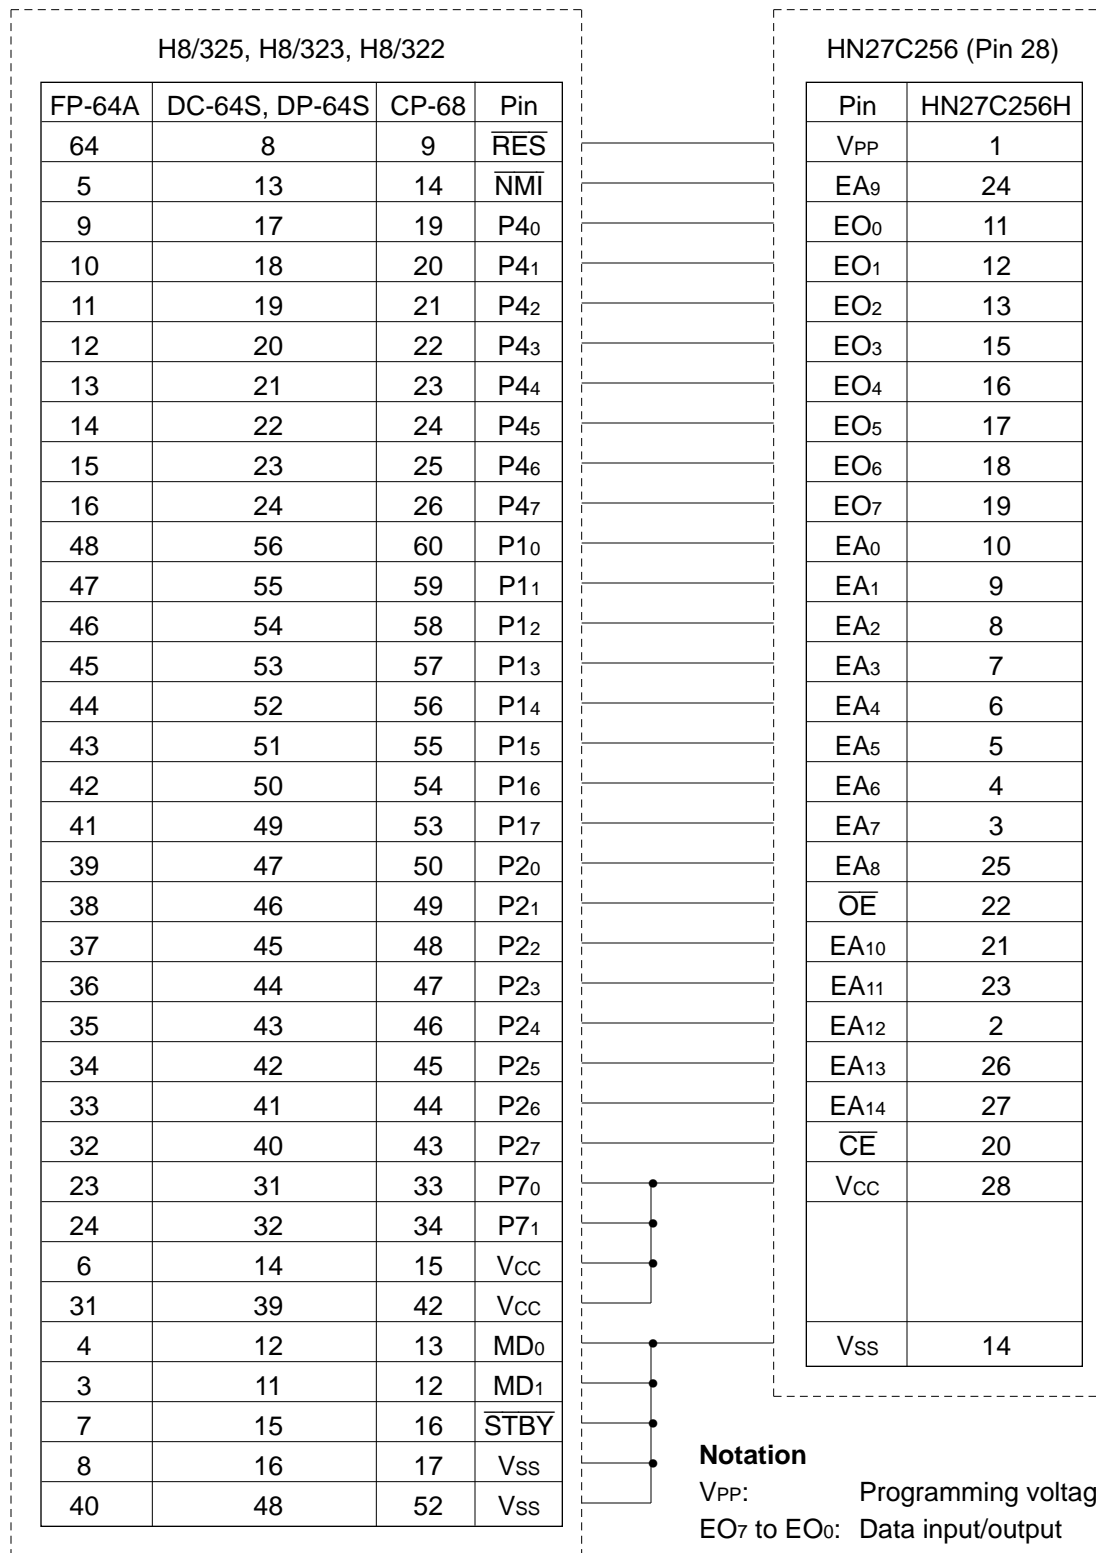 H8/325, H8/323, H8/322 HN27C256 (Pin 28)
FP-64A DC-64S, DP-64S CP-68 Pin Pin HN27C256H
64 8 9 RES VPP 1
5 13 14 NMI EA9 24
9 17 19 P40 EO0 11
10 18 20 P41 EO1 12
11 19 21 P42 EO2 13
12 20 22 P43 EO3 15
13 21 23 P44 EO4 16
14 22 24 P45 EO5 17
15 23 25 P46 EO6 18
16 24 26 P47 EO7 19
48 56 60 P10 EA0 10
47 55 59 P11 EA1 9
46 54 58 P12 EA2 8
45 53 57 P13 EA3 7
44 52 56 P14 EA4 6
43 51 55 P15 EA5 5
42 50 54 P16 EA6 4
41 49 53 P17 EA7 3
39 47 50 P20 EA8 25
38 46 49 P21 OE 22
37 45 48 P22 EA10 21
36 44 47 P23 EA11 23
35 43 46 P24 EA12 2
34 42 45 P25 EA13 26
33 41 44 P26 EA14 27
32 40 43 P27 CE 20
23 31 33 P70 VCC 28
24 32 34 P71
6 14 15 VCC
31 39 42 VCC
4 12 13 MD0 VSS 14
3 11 12 MD1
7 15 16 STBY
8 16 17 VSS
40 48 52 VSS
Notation
VPP: Programming voltag
EO7 to EO0: Data input/output